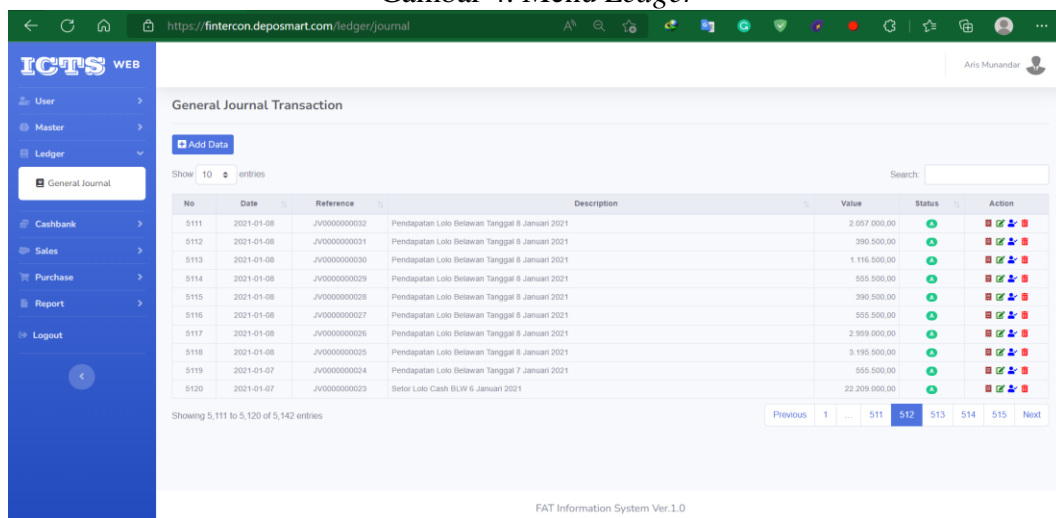 Gambar 4. Menu Ledger
https://fintercon.deposmart.com/ledger/journal
ICTS WEB
Aris Munandar
User
Master
Ledger
General Journal
Cashbank
Sales
Purchase
Report
Logout
General Journal Transaction
Add Data
Show 10 entries
Search:
No Date Reference Description Value Status Action
5111 2021-01-08 JV0000000032 Pendapatan Lolo Belawan Tanggal 8 Januari 2021 2.057.000,00 A
5112 2021-01-08 JV0000000031 Pendapatan Lolo Belawan Tanggal 8 Januari 2021 390.500,00 A
5113 2021-01-08 JV0000000030 Pendapatan Lolo Belawan Tanggal 8 Januari 2021 1.116.500,00 A
5114 2021-01-08 JV0000000029 Pendapatan Lolo Belawan Tanggal 8 Januari 2021 555.500,00 A
5115 2021-01-08 JV0000000028 Pendapatan Lolo Belawan Tanggal 8 Januari 2021 390.500,00 A
5116 2021-01-08 JV0000000027 Pendapatan Lolo Belawan Tanggal 8 Januari 2021 555.500,00 A
5117 2021-01-08 JV0000000026 Pendapatan Lolo Belawan Tanggal 8 Januari 2021 2.959.000,00 A
5118 2021-01-08 JV0000000025 Pendapatan Lolo Belawan Tanggal 8 Januari 2021 3.195.500,00 A
5119 2021-01-07 JV0000000024 Pendapatan Lolo Belawan Tanggal 7 Januari 2021 555.500,00 A
5120 2021-01-07 JV0000000023 Setor Lolo Cash BLW 6 Januari 2021 22.209.000,00 A
Showing 5,111 to 5,120 of 5,142 entries
Previous 1 ... 511 512 513 514 515 Next
FAT Information System Ver.1.0